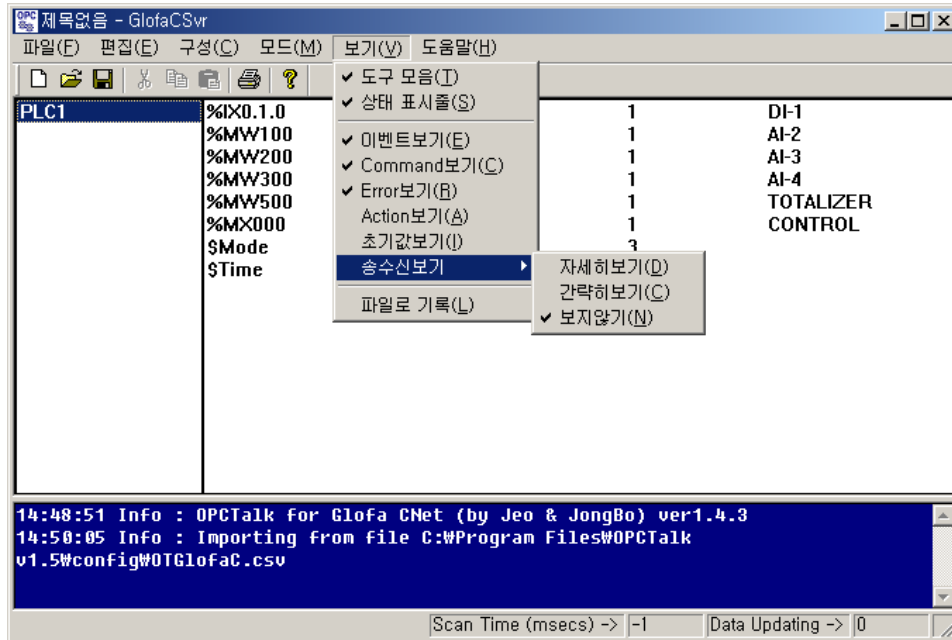 OPC 제목없음 - GlofaCSvr
파일(F) 편집(E) 구성(C) 모드(M) 보기(V) 도움말(H)
도구 모음(T)
상태 표시줄(S)
이벤트보기(E)
Command보기(C)
Error보기(R)
Action보기(A)
초기값보기(I)
송수신보기
파일로 기록(L)
자세히보기(D)
간략히보기(C)
보지않기(N)
PLC1
%IX0.1.0 1 DI-1
%MW100 1 AI-2
%MW200 1 AI-3
%MW300 1 AI-4
%MW500 1 TOTALIZER
%MX000 1 CONTROL
$Mode 3
$Time
14:48:51 Info : OPCTalk for Glofa CNet (by Jeo & JongBo) ver1.4.3
14:50:05 Info : Importing from file C:₩Program Files₩OPCTalk
v1.5₩config₩OTGlofaC.csv
Scan Time (msecs) -> -1 Data Updating -> 0